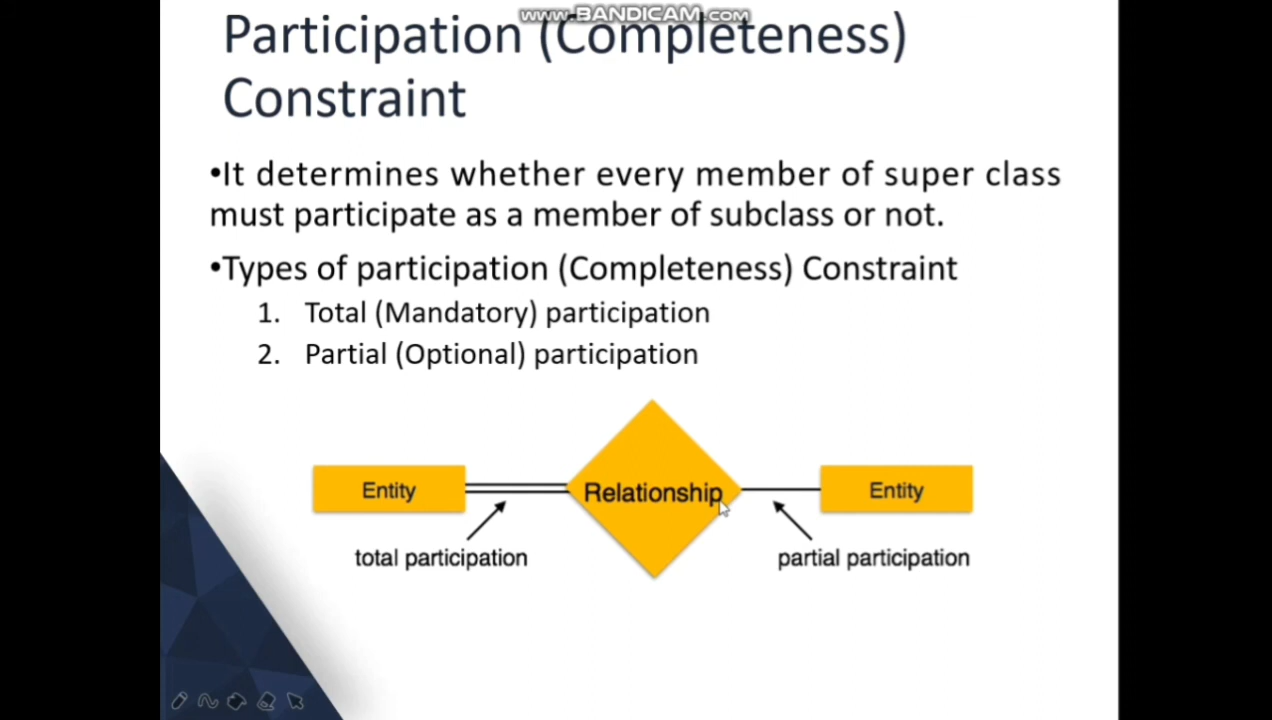 www.BANDICAM.com
Participation (Completeness)
Constraint
•It determines whether every member of super class
must participate as a member of subclass or not.
•Types of participation (Completeness) Constraint
1. Total (Mandatory) participation
2. Partial (Optional) participation
Entity
Relationship
Entity
total participation
partial participation